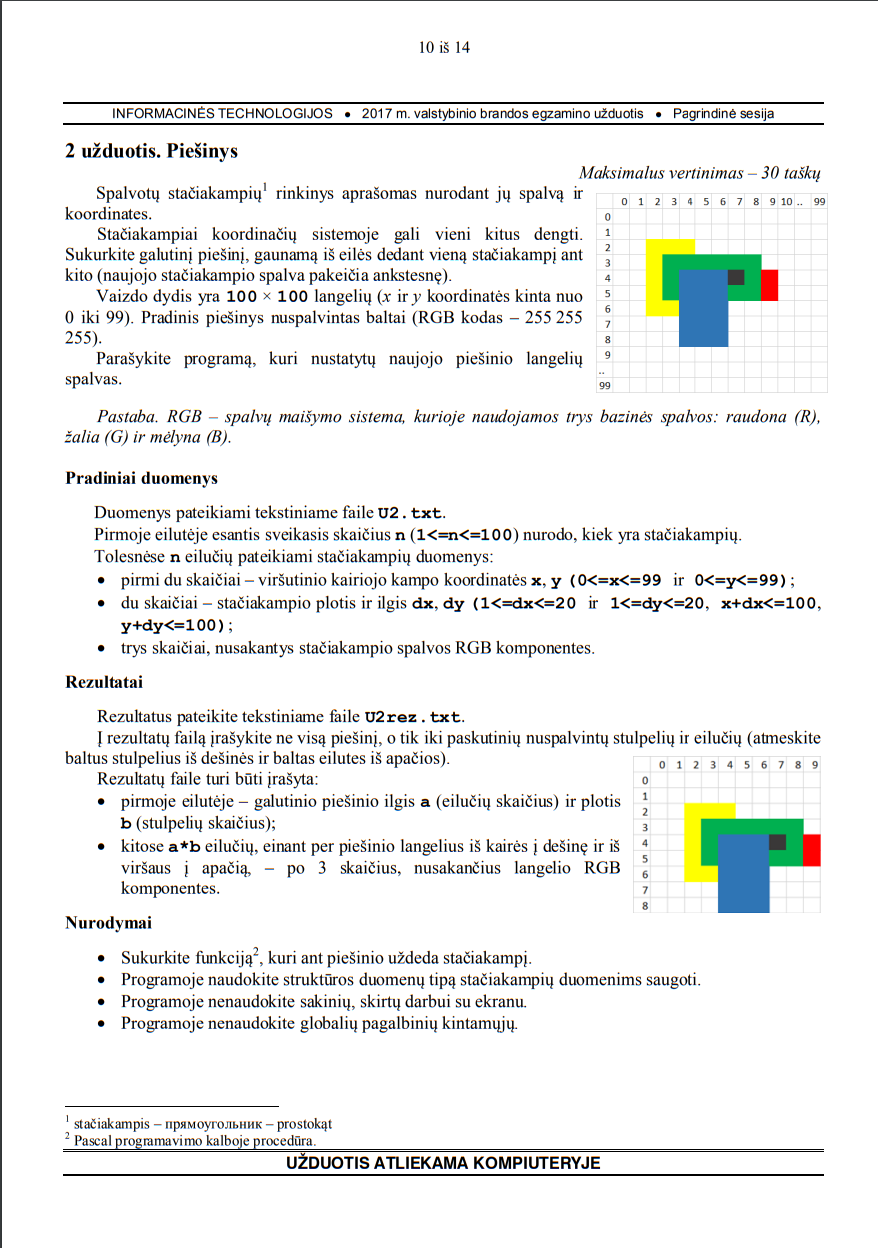 10 iš 14
INFORMACINĖS TECHNOLOGIJOS ● 2017 m. valstybinio brandos egzamino užduotis ● Pagrindinė sesija
2 užduotis. Piešinys
Maksimalus vertinimas – 30 taškų
Spalvotų stačiakampių1 rinkinys aprašomas nurodant jų spalvą ir
koordinates.
Stačiakampiai koordinačių sistemoje gali vieni kitus dengti.
Sukurkite galutinį piešinį, gaunamą iš eilės dedant vieną stačiakampį ant
kito (naujojo stačiakampio spalva pakeičia ankstesnę).
Vaizdo dydis yra 100 × 100 langelių (x ir y koordinatės kinta nuo
0 iki 99). Pradinis piešinys nuspalvintas baltai (RGB kodas – 255 255
255).
Parašykite programą, kuri nustatytų naujojo piešinio langelių
spalvas.
0 1 2 3 4 5 6 7 8 9 10 .. 99
0
1
2
3
4
5
6
7
8
9
..
99
Pastaba. RGB – spalvų maišymo sistema, kurioje naudojamos trys bazinės spalvos: raudona (R),
žalia (G) ir mėlyna (B).
Pradiniai duomenys
Duomenys pateikiami tekstiniame faile U2.txt.
Pirmoje eilutėje esantis sveikasis skaičius n (1<=n<=100) nurodo, kiek yra stačiakampių.
Tolesnėse n eilučių pateikiami stačiakampių duomenys:
● pirmi du skaičiai – viršutinio kairiojo kampo koordinatės x, y (0<=x<=99 ir 0<=y<=99);
● du skaičiai – stačiakampio plotis ir ilgis dx, dy (1<=dx<=20 ir 1<=dy<=20, x+dx<=100,
y+dy<=100);
● trys skaičiai, nusakantys stačiakampio spalvos RGB komponentes.
Rezultatai
Rezultatus pateikite tekstiniame faile U2rez.txt.
Į rezultatų failą įrašykite ne visą piešinį, o tik iki paskutinių nuspalvintų stulpelių ir eilučių (atmeskite
baltus stulpelius iš dešinės ir baltas eilutes iš apačios).
Rezultatų faile turi būti įrašyta:
● pirmoje eilutėje – galutinio piešinio ilgis a (eilučių skaičius) ir plotis
b (stulpelių skaičius);
● kitose a*b eilučių, einant per piešinio langelius iš kairės į dešinę ir iš
viršaus į apačią, – po 3 skaičius, nusakančius langelio RGB
komponentes.
0 1 2 3 4 5 6 7 8 9
0
1
2
3
4
5
6
7
8
Nurodymai
● Sukurkite funkciją2, kuri ant piešinio uždeda stačiakampį.
● Programoje naudokite struktūros duomenų tipą stačiakampių duomenims saugoti.
● Programoje nenaudokite sakinių, skirtų darbui su ekranu.
● Programoje nenaudokite globalių pagalbinių kintamųjų.
1 stačiakampis – прямоугольник – prostokąt
2 Pascal programavimo kalboje procedūra.
UŽDUOTIS ATLIEKAMA KOMPIUTERYJE